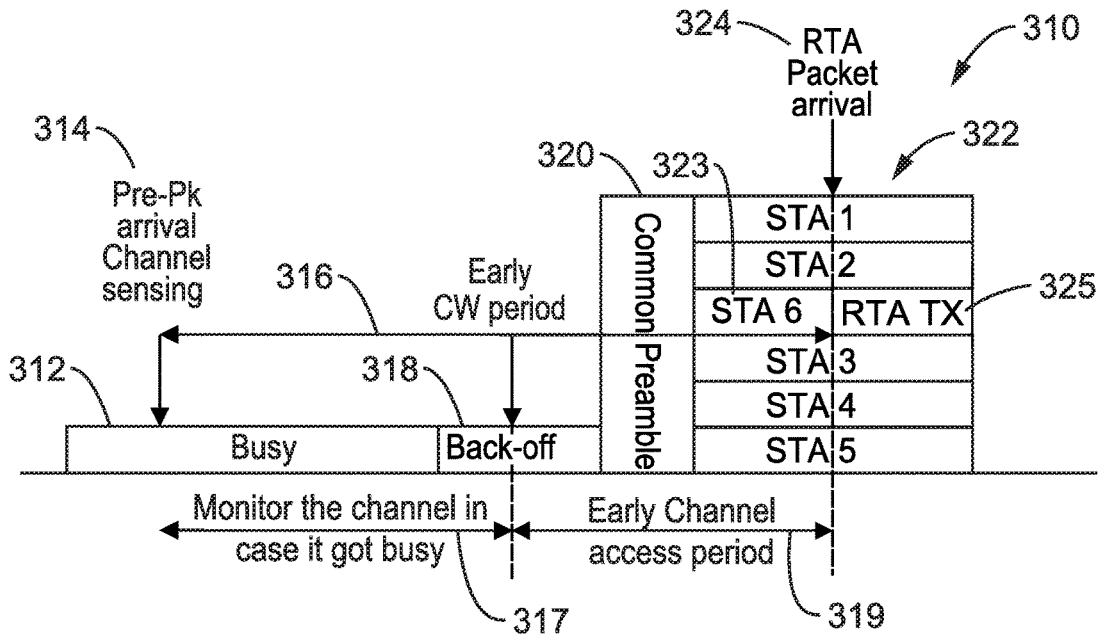 324
RTA
Packet
arrival
310
314
Pre-Pk
arrival
Channel
sensing
320
323
322
316
Early
CW period
Common Preamble
STA 1
STA 2
STA 6
RTA TX
325
STA 3
STA 4
STA 5
312
318
Busy
Back-off
Monitor the channel in
case it got busy
Early Channel
access period
317
319